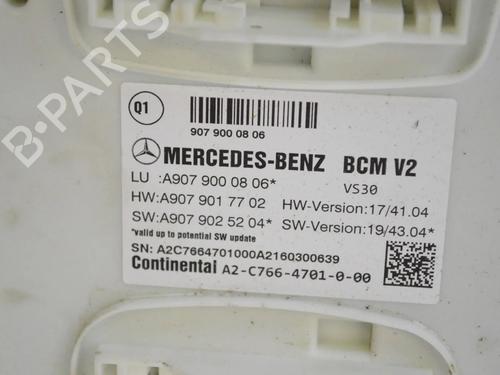 B-PARTS
Q1
907 900 08 06
MERCEDES-BENZ BCM V2
LU :A907 900 08 06* VS30
HW:A907 901 77 02 HW-Version:17/41.04
SW:A907 902 52 04* SW-Version:19/43.04*
*valid up to potential SW update
SN: A2C7664701000A2160300639
Continental A2-C766-4701-0-00